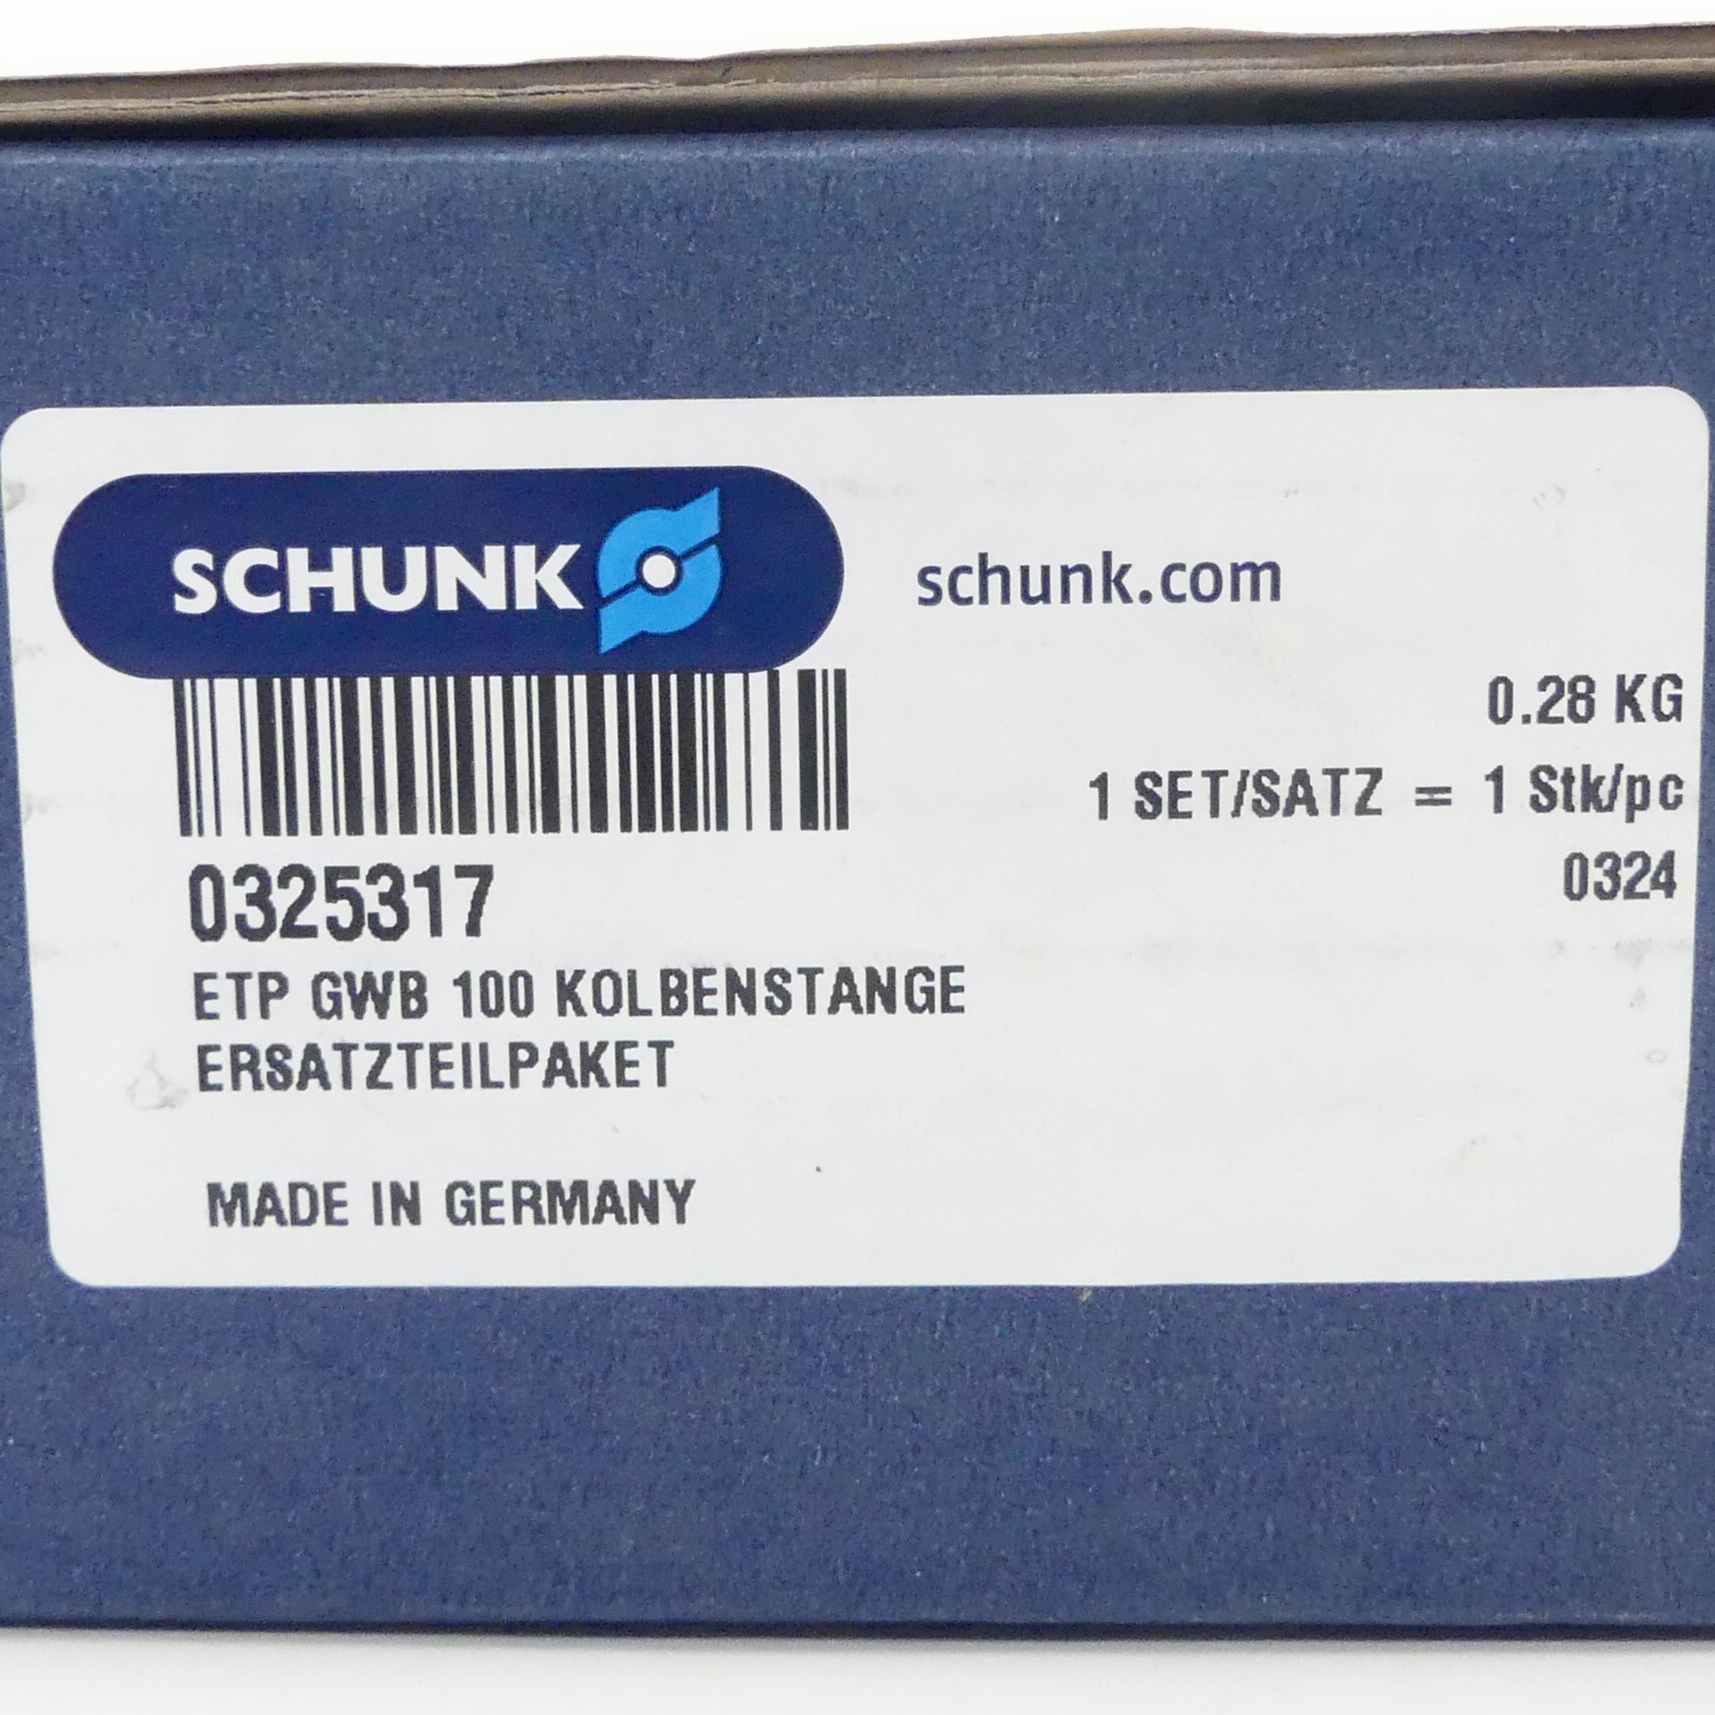 SCHUNK
schunk.com
0.28 KG
1 SET/SATZ = 1 Stk/pc
0324
0325317
ETP GWB 100 KOLBENSTANGE
ERSATZTEILPAKET
MADE IN GERMANY